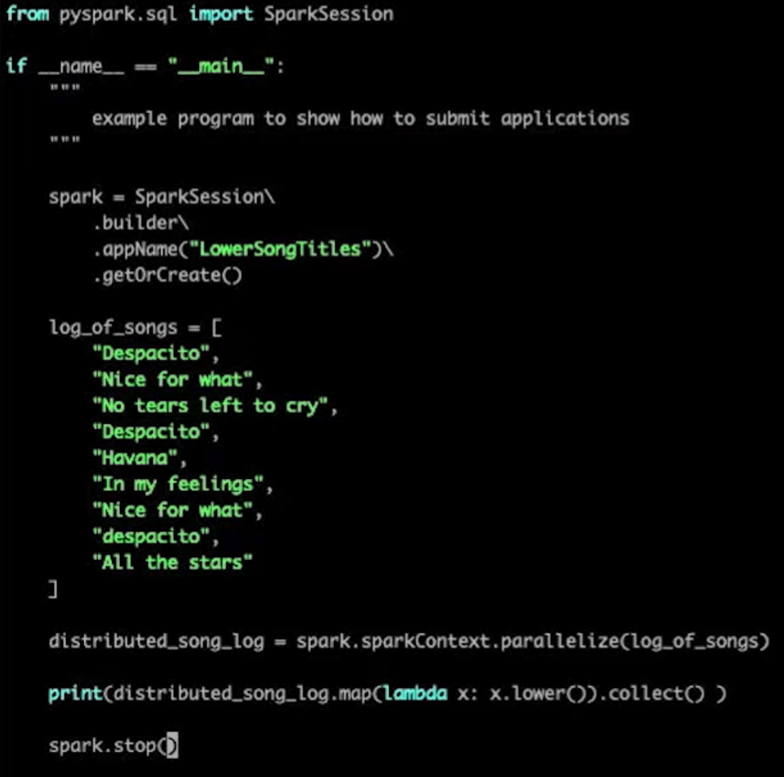 from pyspark.sql import SparkSession
if __name__ == "__main__":
"""
example program to show how to submit applications
"""
spark = SparkSession\
.builder\
.appName("LowerSongTitles")\
.getOrCreate()
log_of_songs = [
"Despacito",
"Nice for what",
"No tears left to cry",
"Despacito",
"Havana",
"In my feelings",
"Nice for what",
"despacito",
"All the stars"
]
distributed_song_log = spark.sparkContext.parallelize(log_of_songs)
print(distributed_song_log.map(lambda x: x.lower()).collect() )
spark.stop()